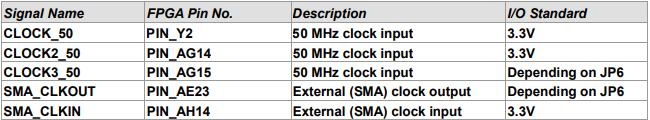 Signal Name FPGA Pin No. Description I/O Standard
CLOCK_50 PIN_Y2 50 MHz clock input 3.3V
CLOCK2_50 PIN_AG14 50 MHz clock input 3.3V
CLOCK3_50 PIN_AG15 50 MHz clock input Depending on JP6
SMA_CLKOUT PIN_AE23 External (SMA) clock output Depending on JP6
SMA_CLKIN PIN_AH14 External (SMA) clock input 3.3V